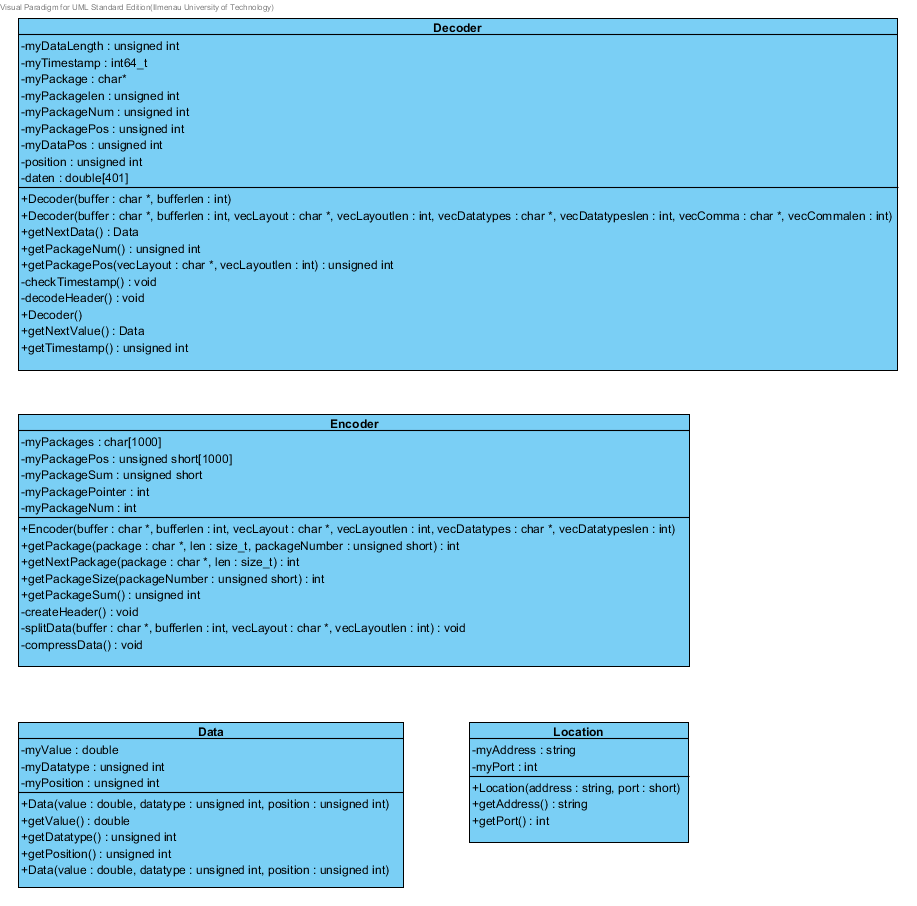 Visual Paradigm for UML Standard Edition(Ilmenau University of Technology)
Decoder
-myDataLength : unsigned int
-myTimestamp : int64_t
-myPackage : char*
-myPackagelen : unsigned int
-myPackageNum : unsigned int
-myPackagePos : unsigned int
-myDataPos : unsigned int
-position : unsigned int
-daten : double[401]
+Decoder(buffer : char *, bufferlen : int)
+Decoder(buffer : char *, bufferlen : int, vecLayout : char *, vecLayoutlen : int, vecDatatypes : char *, vecDatatypeslen : int, vecComma : char *, vecCommalen : int)
+getNextData() : Data
+getPackageNum() : unsigned int
+getPackagePos(vecLayout : char *, vecLayoutlen : int) : unsigned int
-checkTimestamp() : void
-decodeHeader() : void
+Decoder()
+getNextValue() : Data
+getTimestamp() : unsigned int
Encoder
-myPackages : char[1000]
-myPackagePos : unsigned short[1000]
-myPackageSum : unsigned short
-myPackagePointer : int
-myPackageNum : int
+Encoder(buffer : char *, bufferlen : int, vecLayout : char *, vecLayoutlen : int, vecDatatypes : char *, vecDatatypeslen : int)
+getPackage(package : char *, len : size_t, packageNumber : unsigned short) : int
+getNextPackage(package : char *, len : size_t) : int
+getPackageSize(packageNumber : unsigned short) : int
+getPackageSum() : unsigned int
-createHeader() : void
-splitData(buffer : char *, bufferlen : int, vecLayout : char *, vecLayoutlen : int) : void
-compressData() : void
Data
-myValue : double
-myDatatype : unsigned int
-myPosition : unsigned int
+Data(value : double, datatype : unsigned int, position : unsigned int)
+getValue() : double
+getDatatype() : unsigned int
+getPosition() : unsigned int
+Data(value : double, datatype : unsigned int, position : unsigned int)
Location
-myAddress : string
-myPort : int
+Location(address : string, port : short)
+getAddress() : string
+getPort() : int